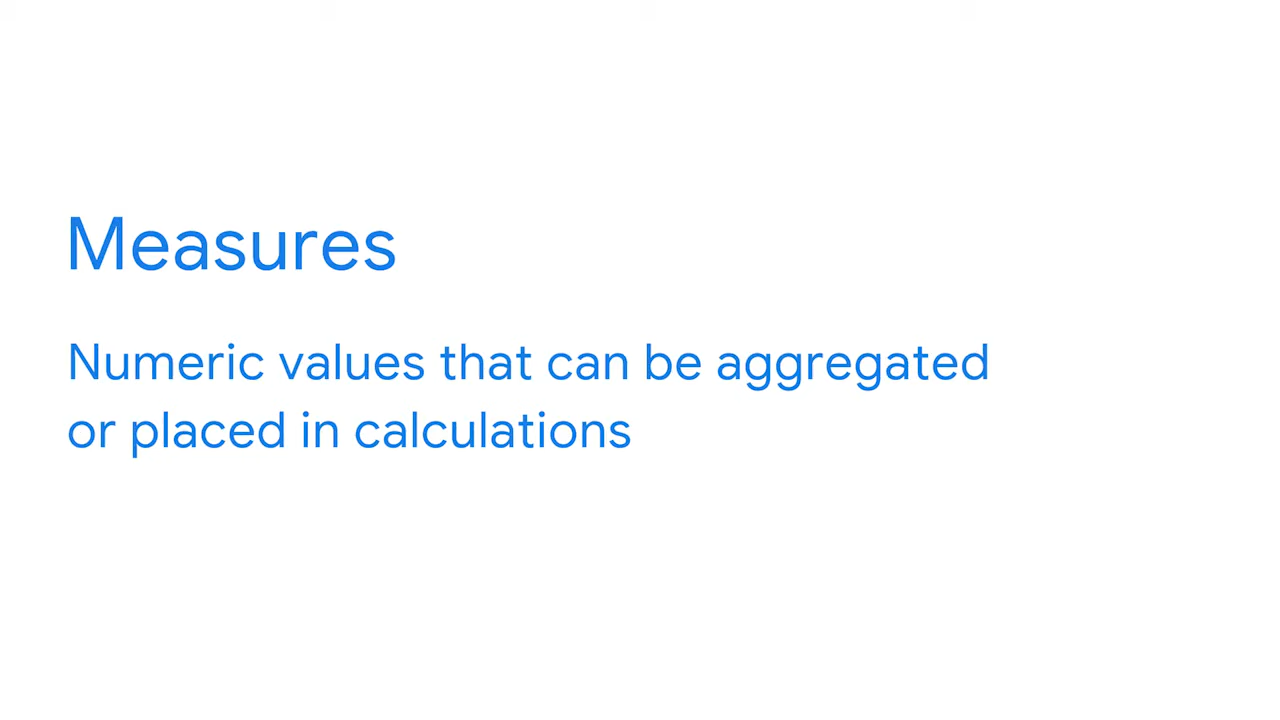 Measures
Numeric values that can be aggregated
or placed in calculations